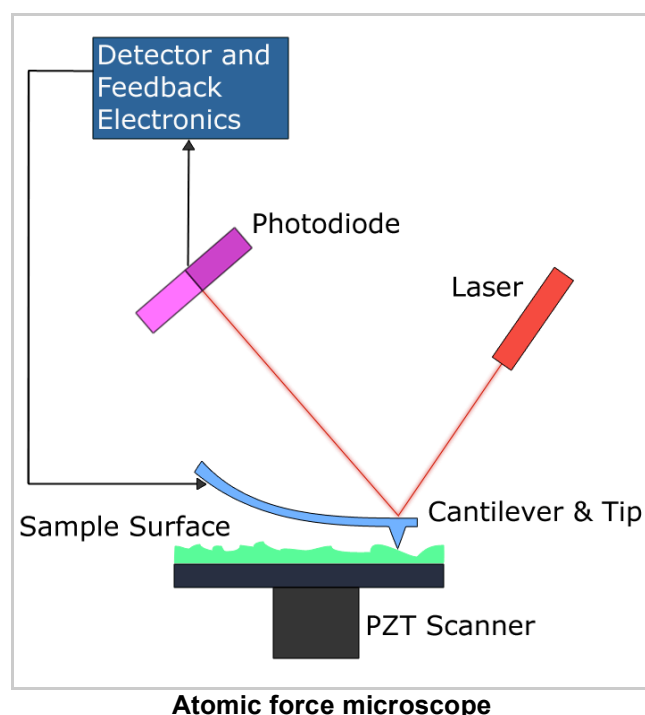 Detector and
Feedback
Electronics
Photodiode
Laser
Cantilever & Tip
Sample Surface
PZT Scanner
Atomic force microscope